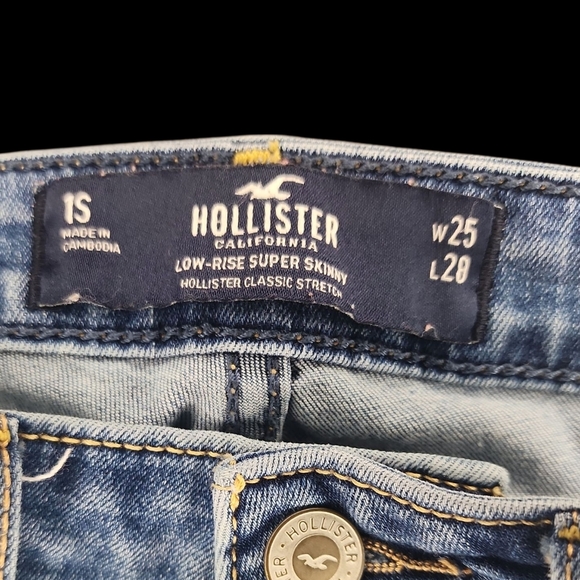 1S
MADE IN
CAMBODIA
HOLLISTER
CALIFORNIA
LOW-RISE SUPER SKINNY
HOLLISTER CLASSIC STRETCH
W25
L28
HOLLISTER